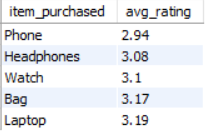 item_purchased avg_rating
Phone 2.94
Headphones 3.08
Watch 3.1
Bag 3.17
Laptop 3.19